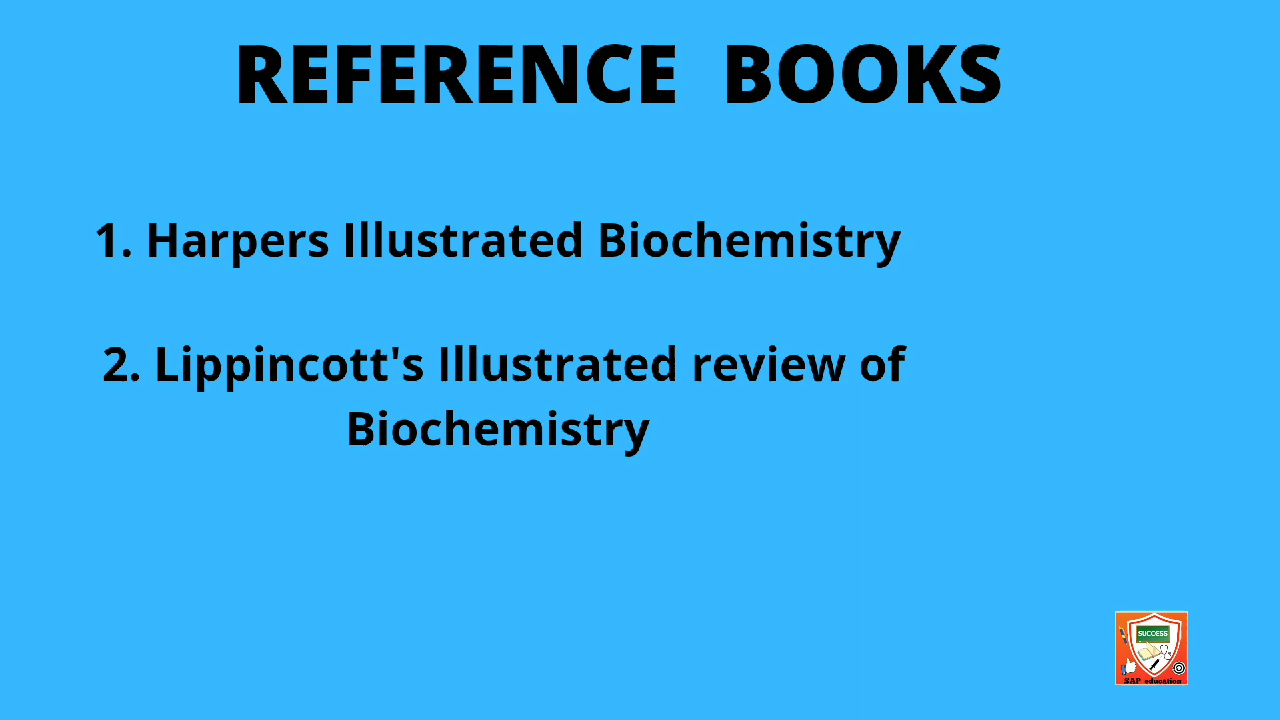 REFERENCE BOOKS
1. Harpers Illustrated Biochemistry
2. Lippincott's Illustrated review of
Biochemistry
SUCCESS
SAP education